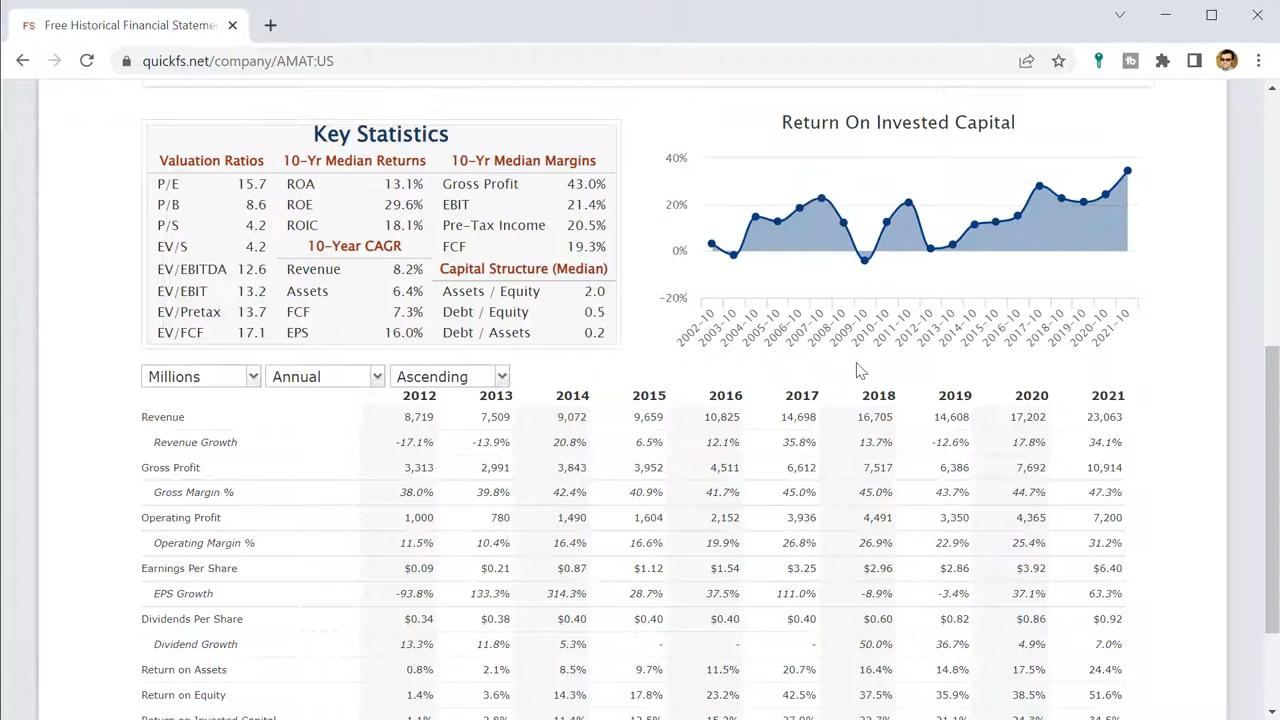 FS Free Historical Financial Stateme
quickfs.net/company/AMAT:US
Key Statistics
Valuation Ratios 10-Yr Median Returns 10-Yr Median Margins
P/E 15.7 ROA 13.1% Gross Profit 43.0%
P/B 8.6 ROE 29.6% EBIT 21.4%
P/S 4.2 ROIC 18.1% Pre-Tax Income 20.5%
EV/S 4.2 10-Year CAGR FCF 19.3%
EV/EBITDA 12.6 Revenue 8.2% Capital Structure (Median)
EV/EBIT 13.2 Assets 6.4% Assets / Equity 2.0
EV/Pretax 13.7 FCF 7.3% Debt / Equity 0.5
EV/FCF 17.1 EPS 16.0% Debt / Assets 0.2
Return On Invested Capital
40%
20%
0%
-20%
2002-10 2003-10 2004-10 2005-10 2006-10 2007-10 2008-10 2009-10 2010-10 2011-10 2012-10 2013-10 2014-10 2015-10 2016-10 2017-10 2018-10 2019-10 2020-10 2021-10
Millions Annual Ascending
2012 2013 2014 2015 2016 2017 2018 2019 2020 2021
Revenue 8,719 7,509 9,072 9,659 10,825 14,698 16,705 14,608 17,202 23,063
Revenue Growth -17.1% -13.9% 20.8% 6.5% 12.1% 35.8% 13.7% -12.6% 17.8% 34.1%
Gross Profit 3,313 2,991 3,843 3,952 4,511 6,612 7,517 6,386 7,692 10,914
Gross Margin % 38.0% 39.8% 42.4% 40.9% 41.7% 45.0% 45.0% 43.7% 44.7% 47.3%
Operating Profit 1,000 780 1,490 1,604 2,152 3,936 4,491 3,350 4,365 7,200
Operating Margin % 11.5% 10.4% 16.4% 16.6% 19.9% 26.8% 26.9% 22.9% 25.4% 31.2%
Earnings Per Share $0.09 $0.21 $0.87 $1.12 $1.54 $3.25 $2.96 $2.86 $3.92 $6.40
EPS Growth -93.8% 133.3% 314.3% 28.7% 37.5% 111.0% -8.9% -3.4% 37.1% 63.3%
Dividends Per Share $0.34 $0.38 $0.40 $0.40 $0.40 $0.40 $0.60 $0.82 $0.86 $0.92
Dividend Growth 13.3% 11.8% 5.3% - - - 50.0% 36.7% 4.9% 7.0%
Return on Assets 0.8% 2.1% 8.5% 9.7% 11.5% 20.7% 16.4% 14.8% 17.5% 24.4%
Return on Equity 1.4% 3.6% 14.3% 17.8% 23.2% 42.5% 37.5% 35.9% 38.5% 51.6%
Return on Invested Capital